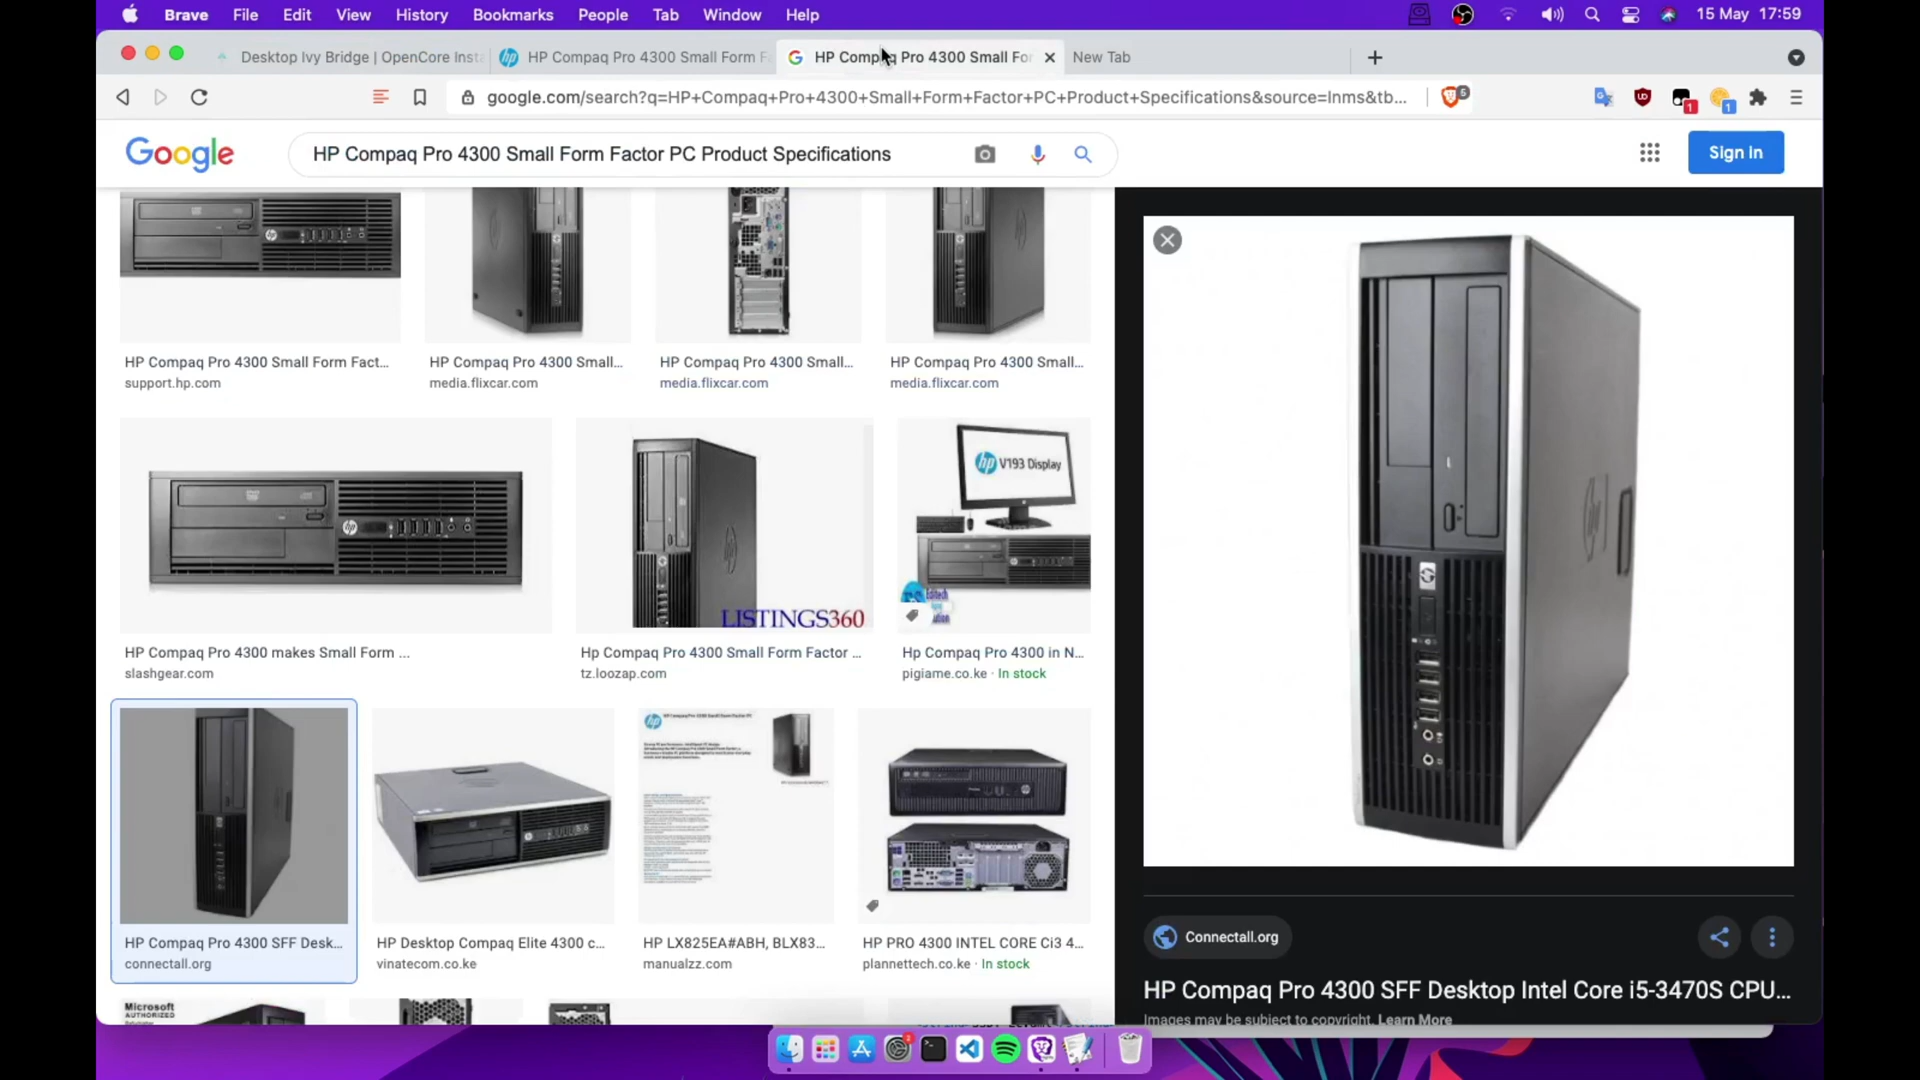 Brave File Edit View History Bookmarks People Tab Window Help
15 May 17:59
Desktop Ivy Bridge | OpenCore Insta
HP Compaq Pro 4300 Small Form F
HP Compaq Pro 4300 Small For
New Tab
google.com/search?q=HP+Compaq+Pro+4300+Small+Form+Factor+PC+Product+Specifications&source=lnms&tb...
5
1
1
Google
HP Compaq Pro 4300 Small Form Factor PC Product Specifications
Sign in
HP Compaq Pro 4300 Small Form Fact...
support.hp.com
HP Compaq Pro 4300 Small...
media.flixcar.com
HP Compaq Pro 4300 Small...
media.flixcar.com
HP Compaq Pro 4300 Small...
media.flixcar.com
hp V193 Display
LISTINGS360
HP Compaq Pro 4300 makes Small Form ...
slashgear.com
Hp Compaq Pro 4300 Small Form Factor ...
tz.loozap.com
Hp Compaq Pro 4300 in N...
pigiame.co.ke · In stock
HP Compaq Pro 4300 SFF Desk...
connectall.org
HP Desktop Compaq Elite 4300 c...
vinatecom.co.ke
HP LX825EA#ABH, BLX83...
manualzz.com
HP PRO 4300 INTEL CORE Ci3 4...
plannettech.co.ke · In stock
Microsoft
AUTHORIZED
Connectall.org
HP Compaq Pro 4300 SFF Desktop Intel Core i5-3470S CPU...
Images may be subject to copyright. Learn More